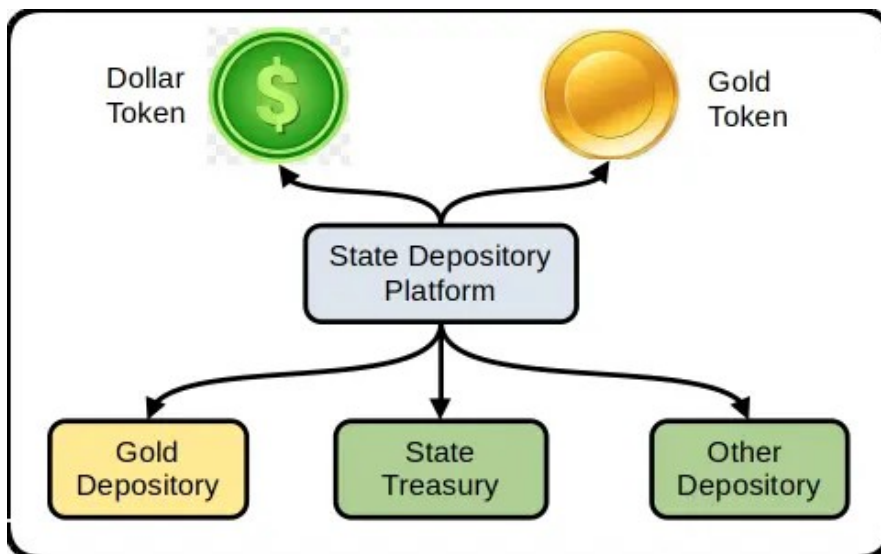 Dollar
Token
$
Gold
Token
State Depository
Platform
Gold
Depository
State
Treasury
Other
Depository